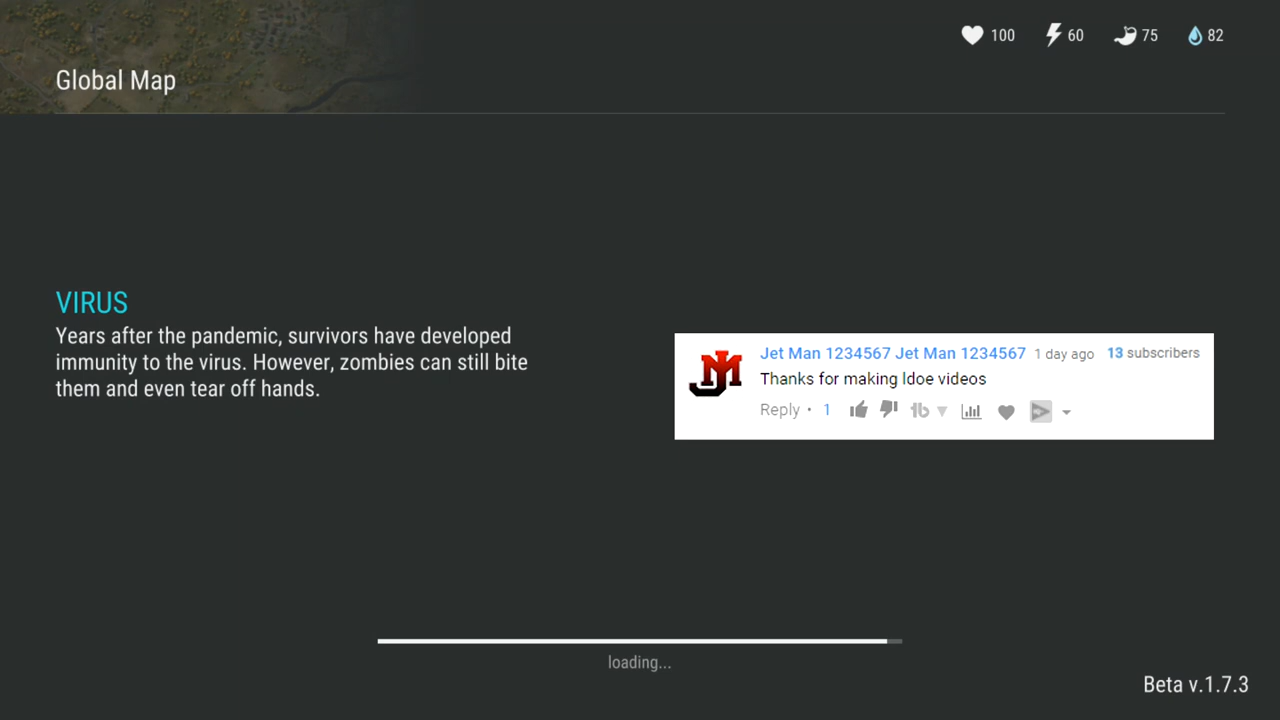 100 60 75 82
Global Map
VIRUS
Years after the pandemic, survivors have developed
immunity to the virus. However, zombies can still bite
them and even tear off hands.
JM
Jet Man 1234567 Jet Man 1234567 1 day ago 13 subscribers
Thanks for making ldoe videos
Reply • 1 tb
loading...
Beta v.1.7.3